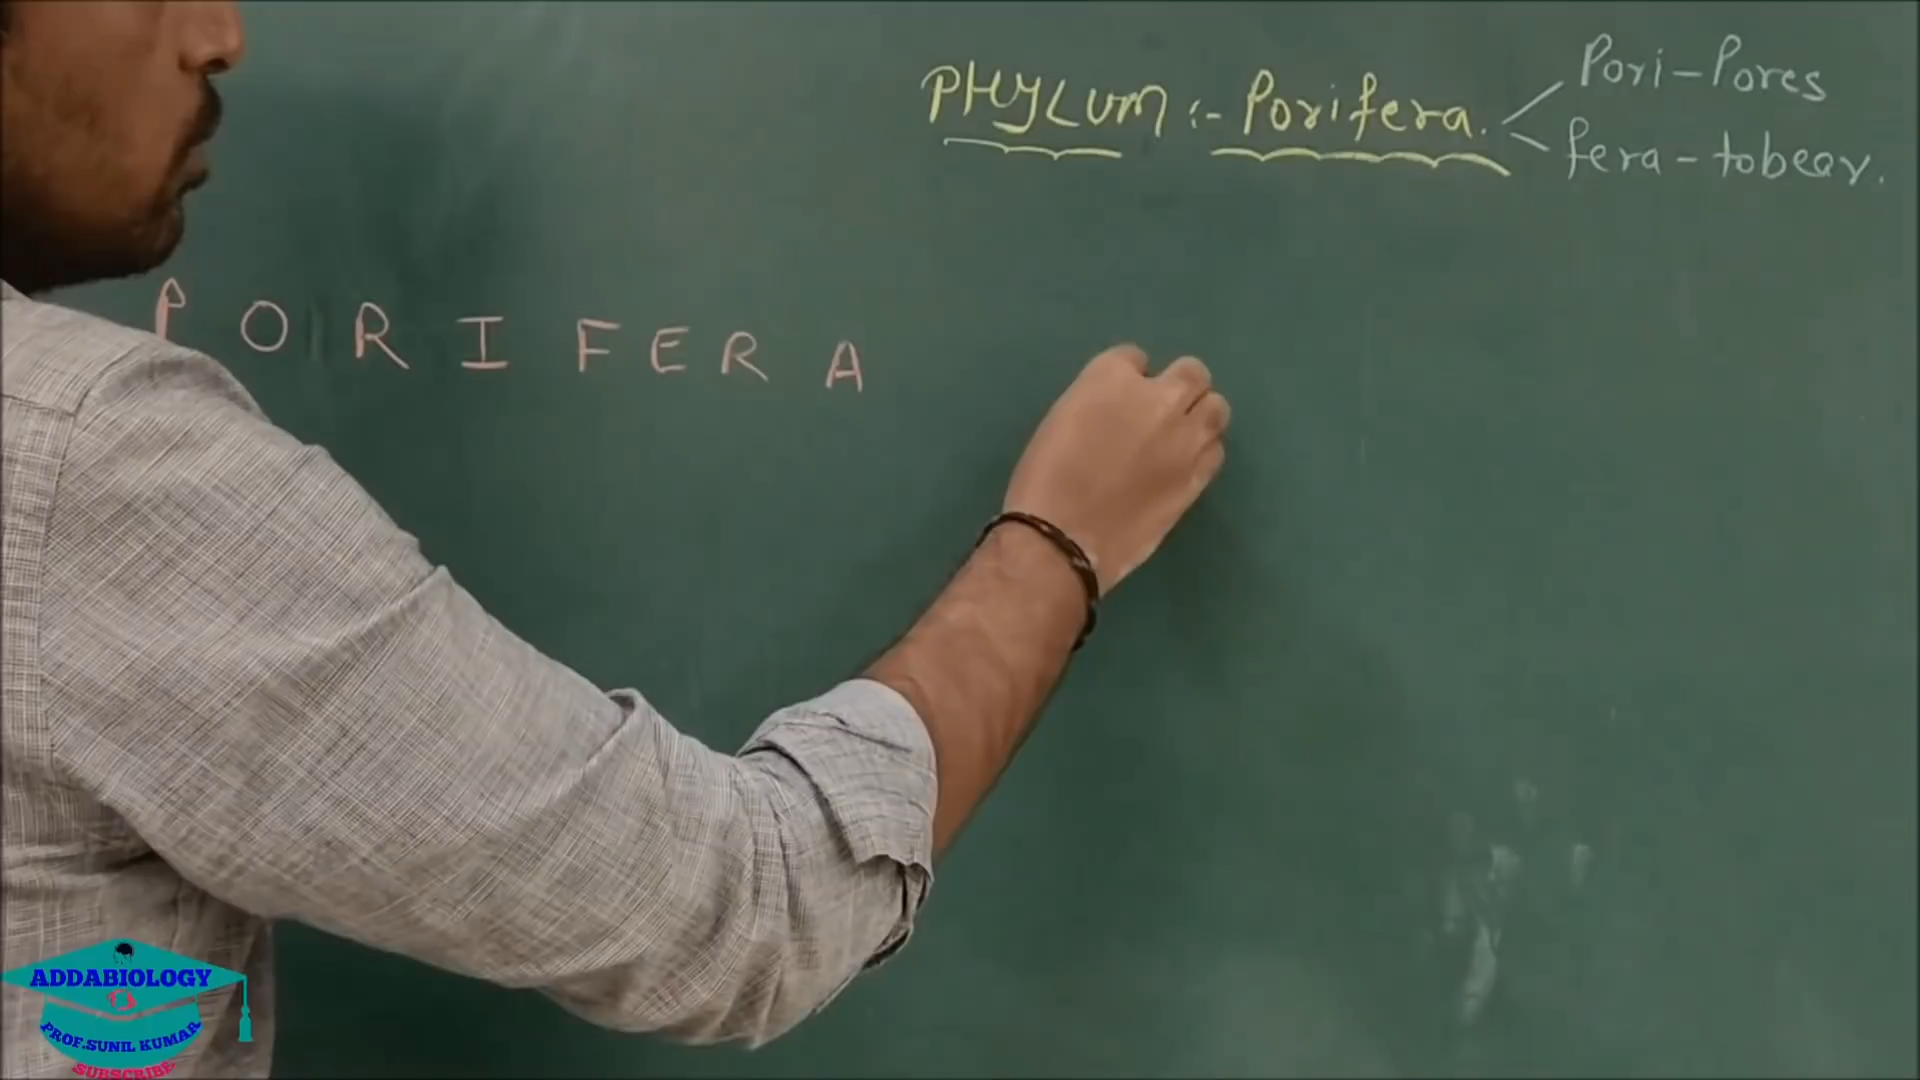 PHYLUM :- Porifera.
Pori - Pores
fera - tobear.
P O R I F E R A
ADDABIOLOGY
PROF.SUNIL KUMAR
SUBSCRIBE